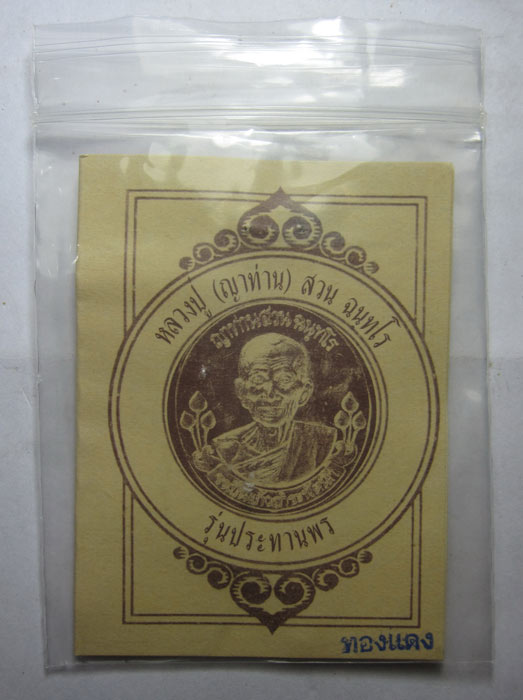 หลวงปู่ (ญาท่าน) สวน ฉนฺทโร
ญาท่านสวน ฉนฺทโร
รุ่นประทานพร
ทองแดง